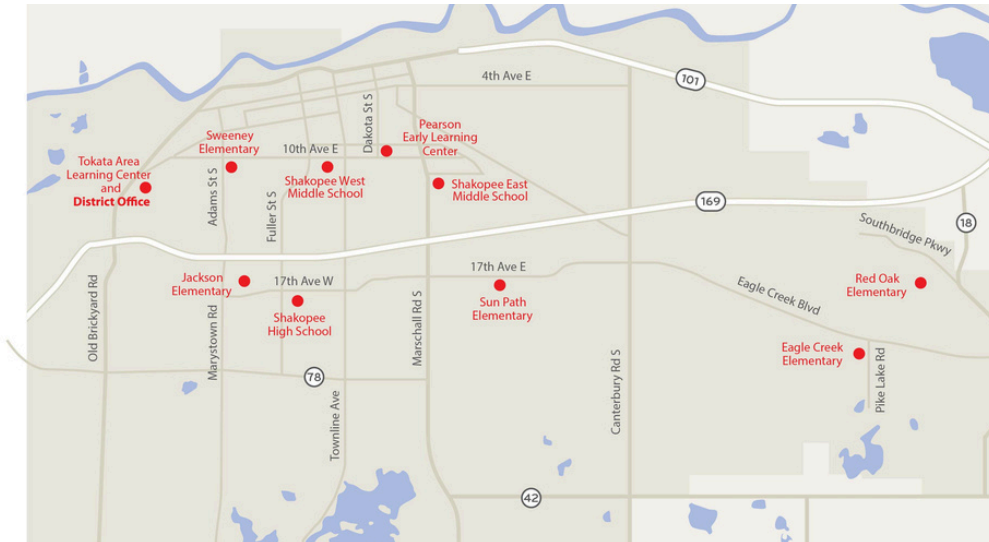 4th Ave E
101
Dakota St S
Pearson
Early Learning
Center
Sweeney
Elementary
10th Ave E
Tokata Area
Learning Center
and
District Office
Shakopee West
Middle School
Shakopee East
Middle School
Adams St S
Fuller St S
169
18
Southbridge Pkwy
Jackson
Elementary
17th Ave W
17th Ave E
Red Oak
Elementary
Eagle Creek Blvd
Sun Path
Elementary
Shakopee
High School
Old Brickyard Rd
Marystown Rd
Marschall Rd S
Eagle Creek
Elementary
Pike Lake Rd
78
Townline Ave
Canterbury Rd S
42